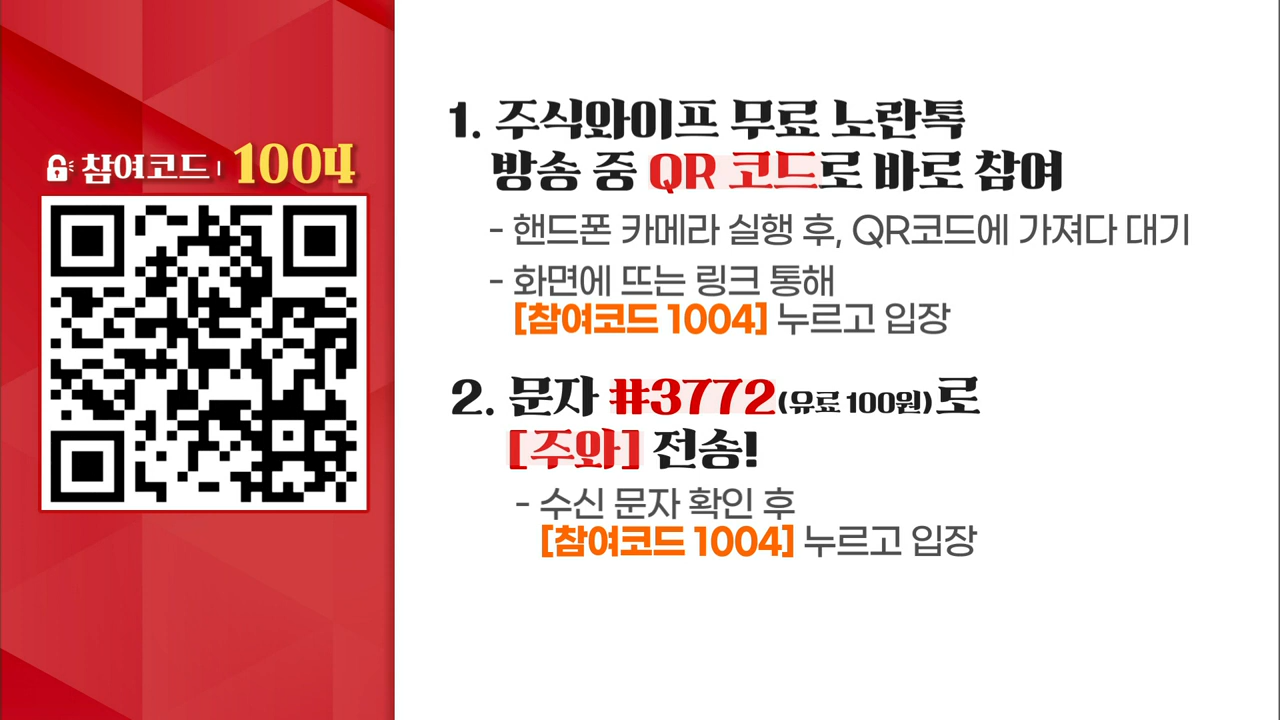 참여코드 | 1004
1. 주식와이프 무료 노란톡
방송 중 QR 코드로 바로 참여
- 핸드폰 카메라 실행 후, QR코드에 가져다 대기
- 화면에 뜨는 링크 통해
[참여코드 1004] 누르고 입장
2. 문자 #3772(유료 100원)로
[주와] 전송!
- 수신 문자 확인 후
[참여코드 1004] 누르고 입장